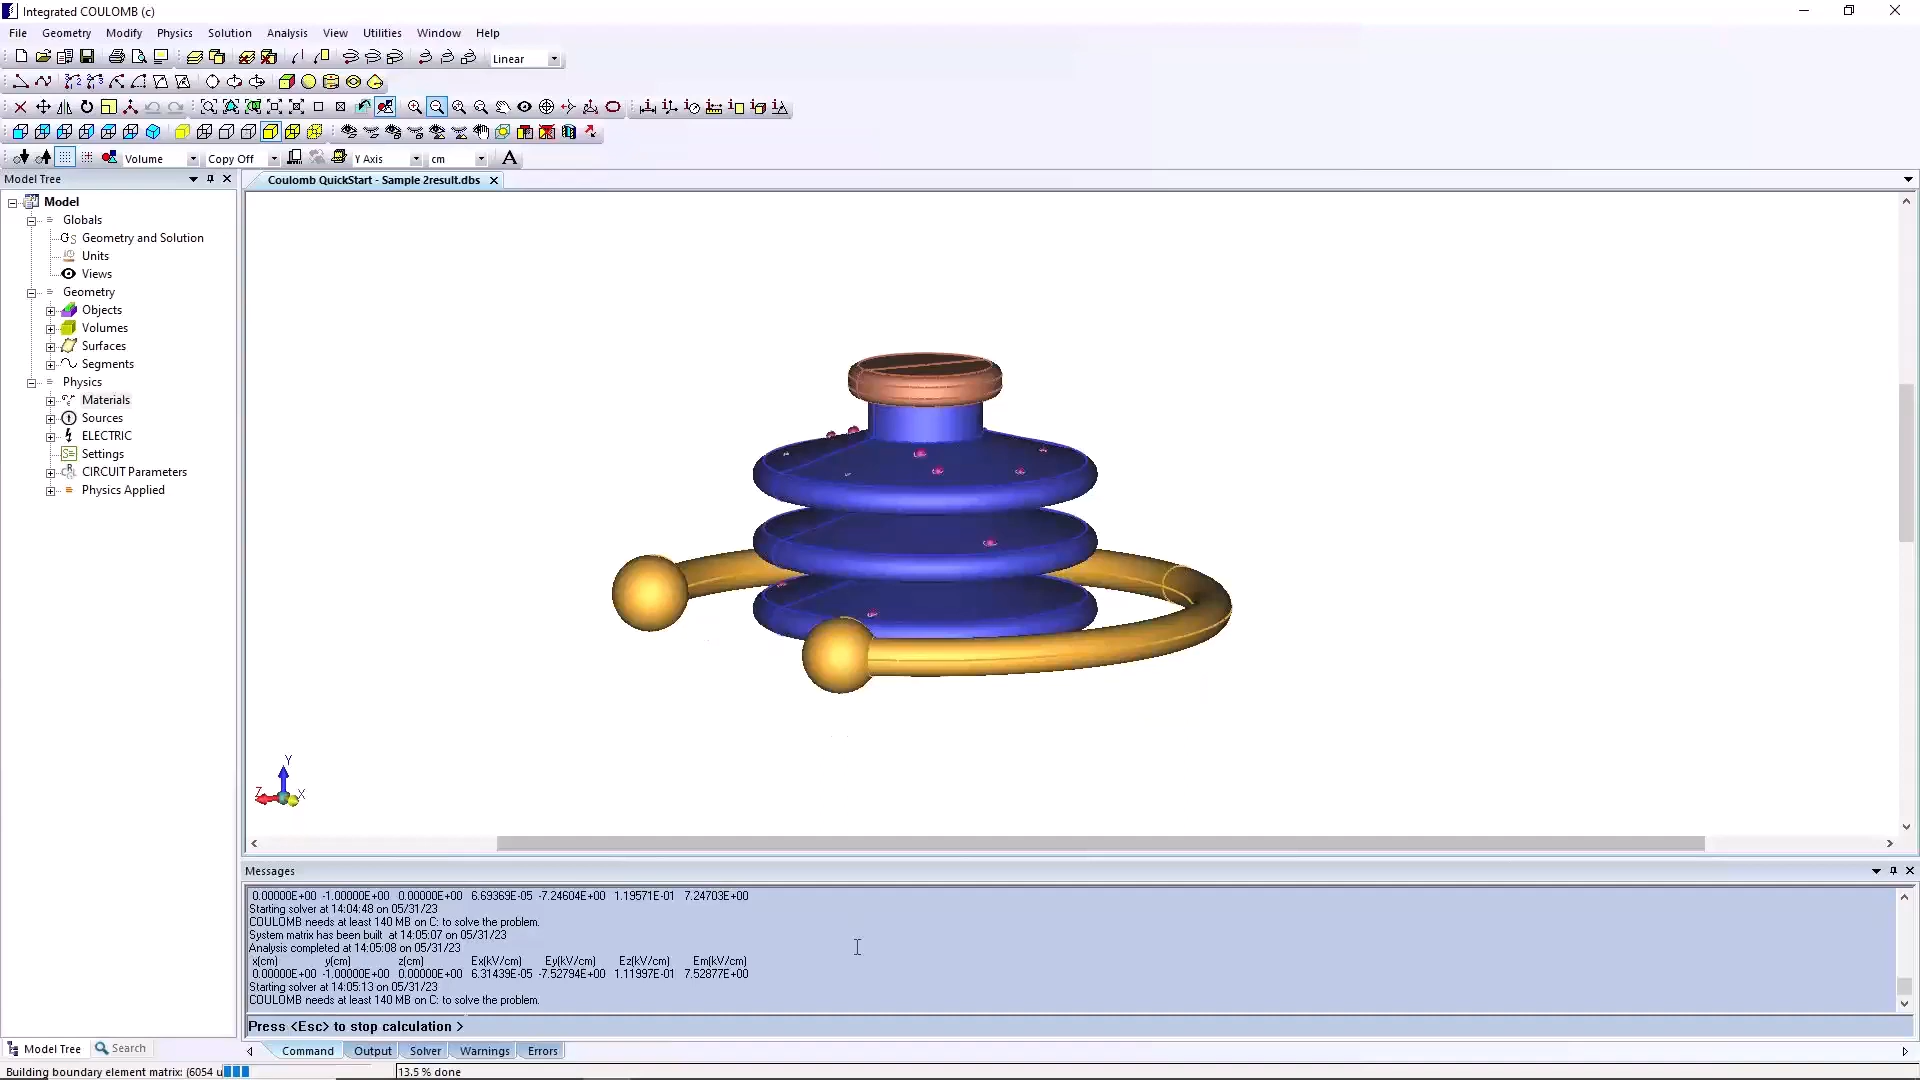 Integrated COULOMB (c)
File Geometry Modify Physics Solution Analysis View Utilities Window Help
Linear
Volume Copy Off Y Axis cm A
Model Tree
Coulomb QuickStart - Sample 2result.dbs
Model
Globals
Geometry and Solution
Units
Views
Geometry
Objects
Volumes
Surfaces
Segments
Physics
Materials
Sources
ELECTRIC
Settings
CIRCUIT Parameters
Physics Applied
Y
Z X
Messages
0.00000E+00 -1.00000E+00 0.00000E+00 6.69369E-05 -7.24604E+00 1.19571E-01 7.24703E+00
Starting solver at 14:04:48 on 05/31/23
COULOMB needs at least 140 MB on C: to solve the problem.
System matrix has been built at 14:05:07 on 05/31/23
Analysis completed at 14:05:08 on 05/31/23
x(cm) y(cm) z(cm) Ex(kV/cm) Ey(kV/cm) Ez(kV/cm) Em(kV/cm)
0.00000E+00 -1.00000E+00 0.00000E+00 6.31439E-05 -7.52794E+00 1.11997E-01 7.52877E+00
Starting solver at 14:05:13 on 05/31/23
COULOMB needs at least 140 MB on C: to solve the problem.
Press <Esc> to stop calculation >
Model Tree Search
Command Output Solver Warnings Errors
Building boundary element matrix: (6054 u 13.5 % done